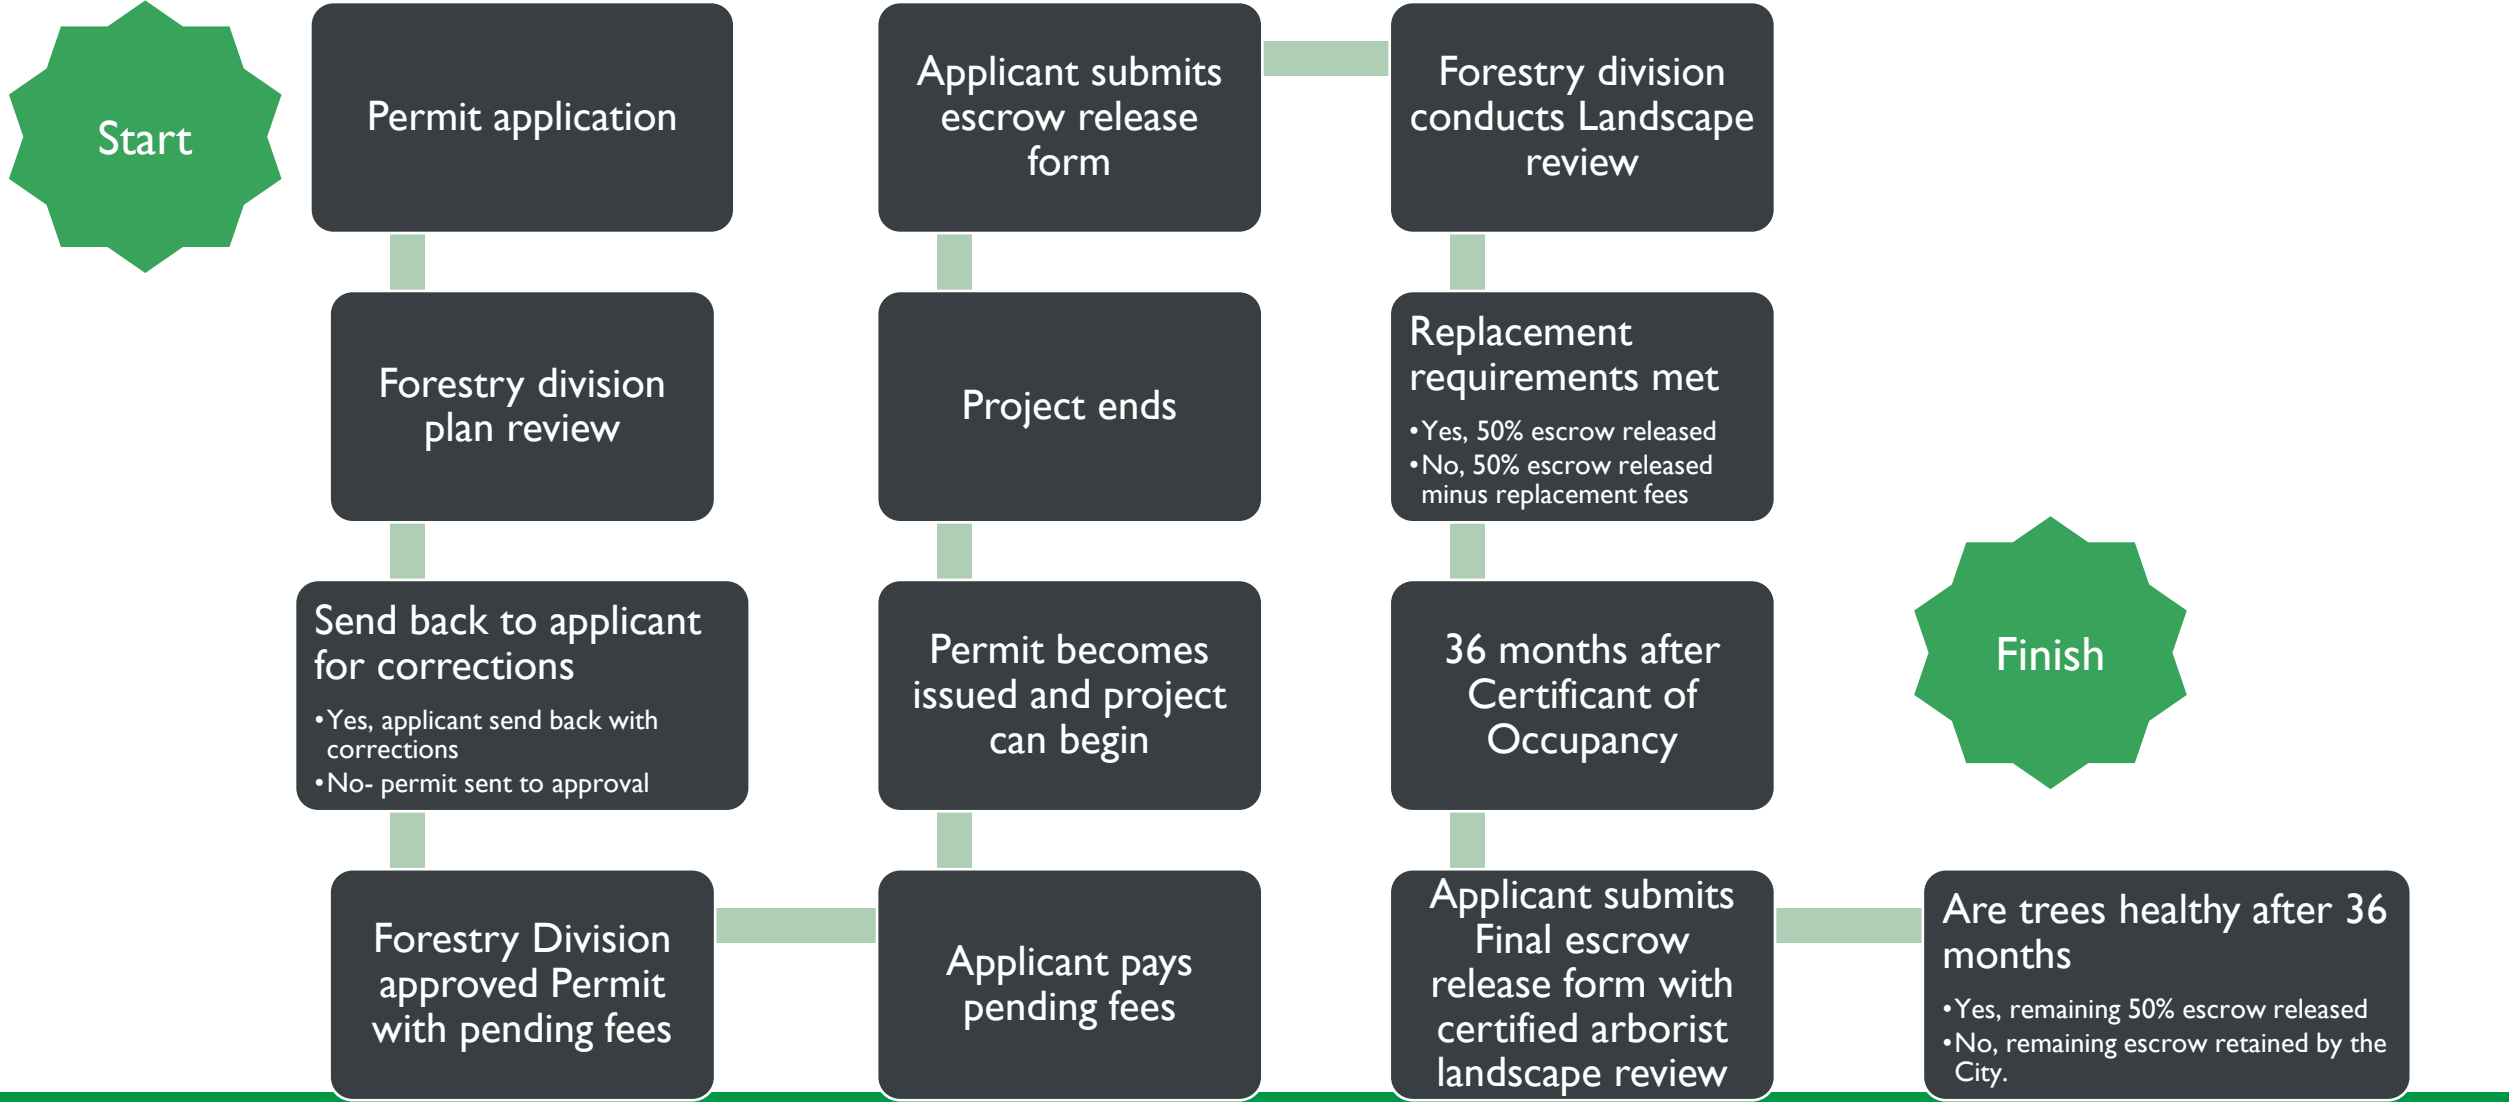 Start
Permit application
Forestry division
plan review
Send back to applicant
for corrections
•Yes, applicant send back with
corrections
•No- permit sent to approval
Forestry Division
approved Permit
with pending fees
Applicant pays
pending fees
Permit becomes
issued and project
can begin
Project ends
Applicant submits
escrow release
form
Forestry division
conducts Landscape
review
Replacement
requirements met
•Yes, 50% escrow released
•No, 50% escrow released
minus replacement fees
36 months after
Certificant of
Occupancy
Applicant submits
Final escrow
release form with
certified arborist
landscape review
Are trees healthy after 36
months
•Yes, remaining 50% escrow released
•No, remaining escrow retained by the
City.
Finish